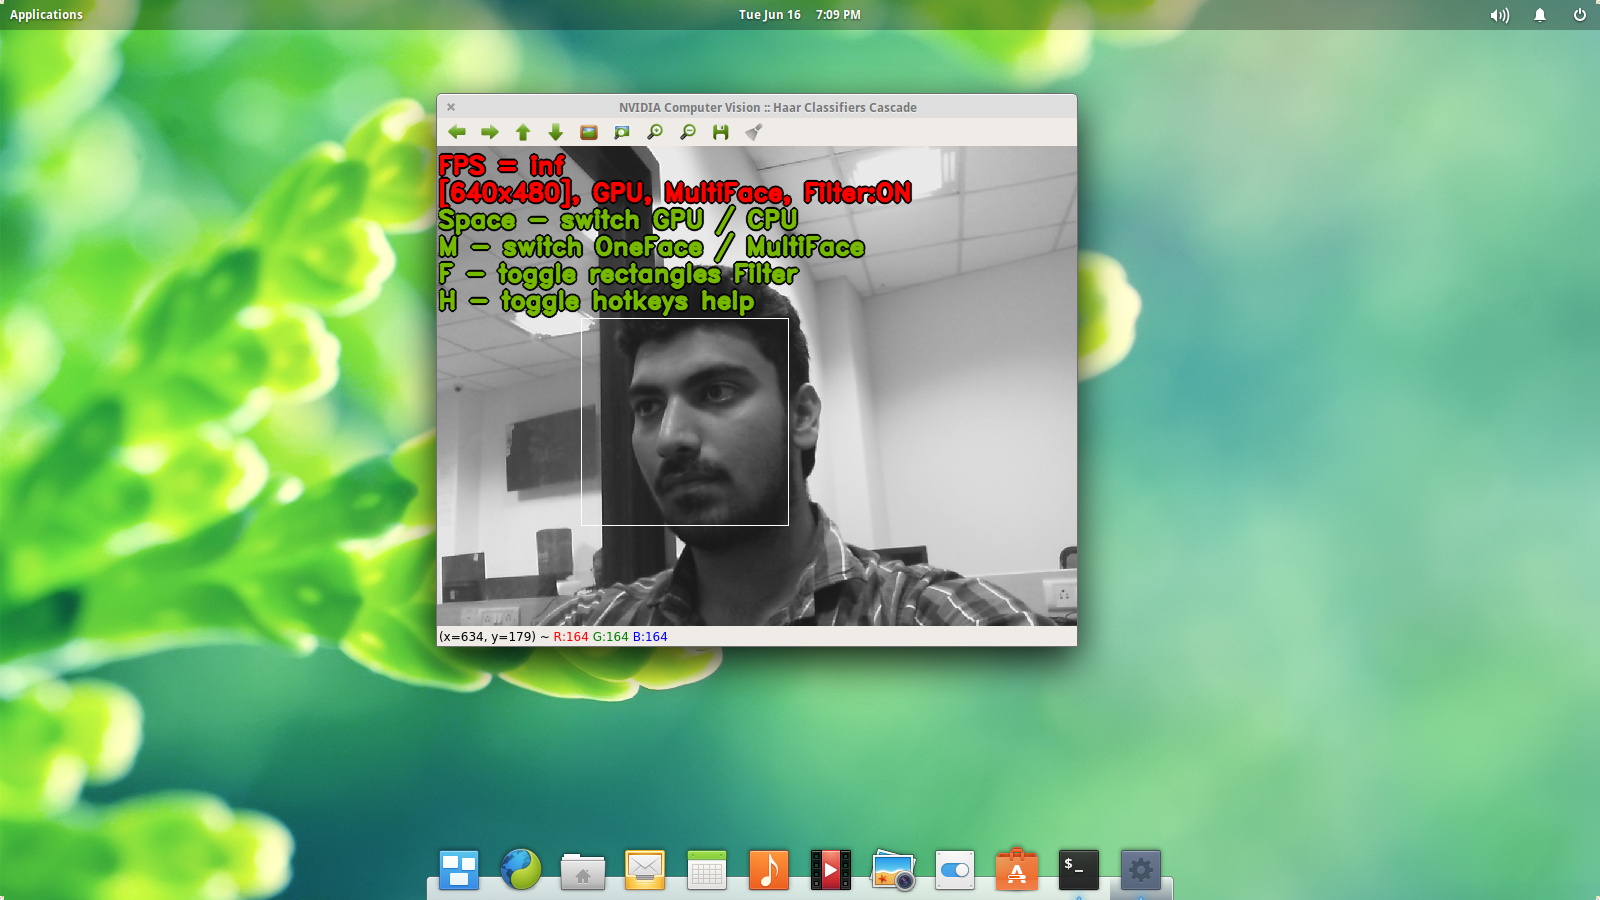 Applications
Tue Jun 16 7:09 PM
NVIDIA Computer Vision :: Haar Classifiers Cascade
FPS = inf
[640x480], GPU, MultiFace, Filter:ON
Space - switch GPU / CPU
M - switch OneFace / MultiFace
F - toggle rectangles Filter
H - toggle hotkeys help
(x=634, y=179) ~ R:164 G:164 B:164
$_